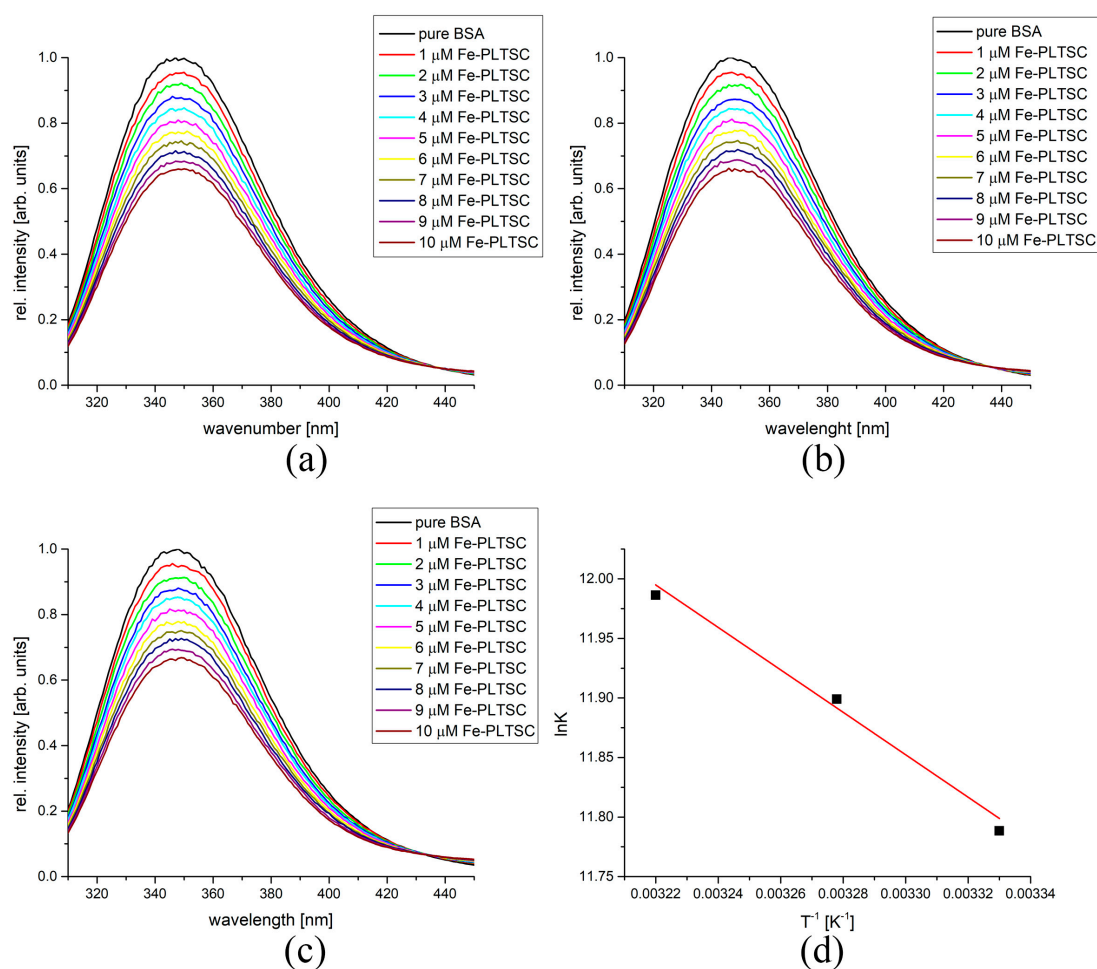 pure BSA
1 μM Fe-PLTSC
2 μM Fe-PLTSC
3 μM Fe-PLTSC
4 μM Fe-PLTSC
5 μM Fe-PLTSC
6 μM Fe-PLTSC
7 μM Fe-PLTSC
8 μM Fe-PLTSC
9 μM Fe-PLTSC
10 μM Fe-PLTSC
rel. intensity [arb. units]
1.0
0.8
0.6
0.4
0.2
0.0
320 340 360 380 400 420 440
wavenumber [nm]
(a)
pure BSA
1 μM Fe-PLTSC
2 μM Fe-PLTSC
3 μM Fe-PLTSC
4 μM Fe-PLTSC
5 μM Fe-PLTSC
6 μM Fe-PLTSC
7 μM Fe-PLTSC
8 μM Fe-PLTSC
9 μM Fe-PLTSC
10 μM Fe-PLTSC
rel. intensity [arb. units]
1.0
0.8
0.6
0.4
0.2
0.0
320 340 360 380 400 420 440
wavelenght [nm]
(b)
pure BSA
1 μM Fe-PLTSC
2 μM Fe-PLTSC
3 μM Fe-PLTSC
4 μM Fe-PLTSC
5 μM Fe-PLTSC
6 μM Fe-PLTSC
7 μM Fe-PLTSC
8 μM Fe-PLTSC
9 μM Fe-PLTSC
10 μM Fe-PLTSC
rel. intensity [arb. units]
1.0
0.8
0.6
0.4
0.2
0.0
320 340 360 380 400 420 440
wavelength [nm]
(c)
lnK
12.00
11.95
11.90
11.85
11.80
11.75
0.00322 0.00324 0.00326 0.00328 0.00330 0.00332 0.00334
T⁻¹ [K⁻¹]
(d)